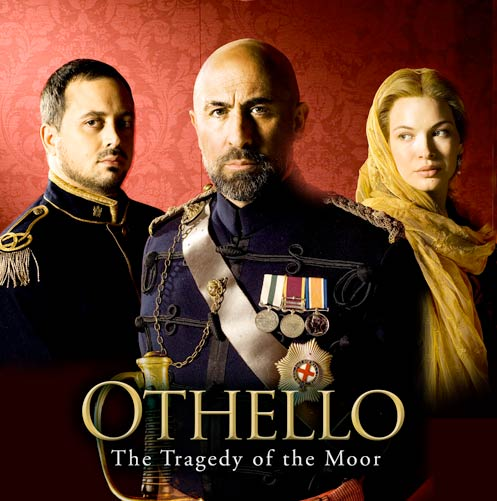 OTHELLO
The Tragedy of the Moor